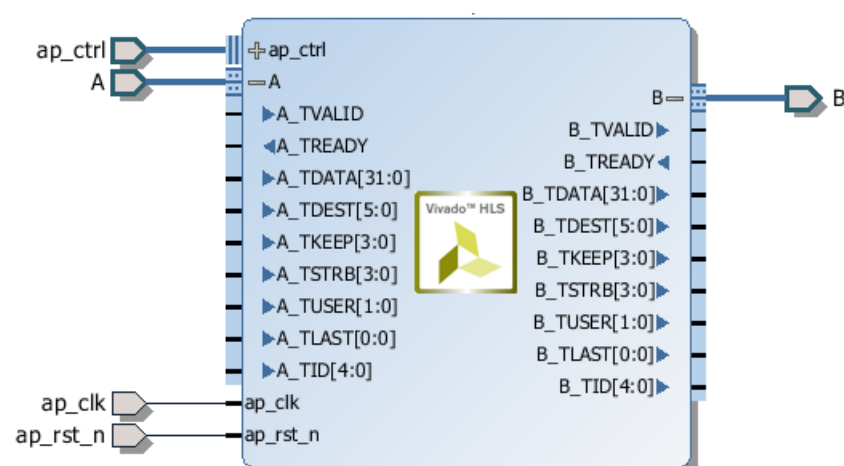 ap_ctrl
A
ap_clk
ap_rst_n
ap_ctrl
A
A_TVALID
A_TREADY
A_TDATA[31:0]
A_TDEST[5:0]
A_TKEEP[3:0]
A_TSTRB[3:0]
A_TUSER[1:0]
A_TLAST[0:0]
A_TID[4:0]
ap_clk
ap_rst_n
Vivado™ HLS
B
B_TVALID
B_TREADY
B_TDATA[31:0]
B_TDEST[5:0]
B_TKEEP[3:0]
B_TSTRB[3:0]
B_TUSER[1:0]
B_TLAST[0:0]
B_TID[4:0]
B